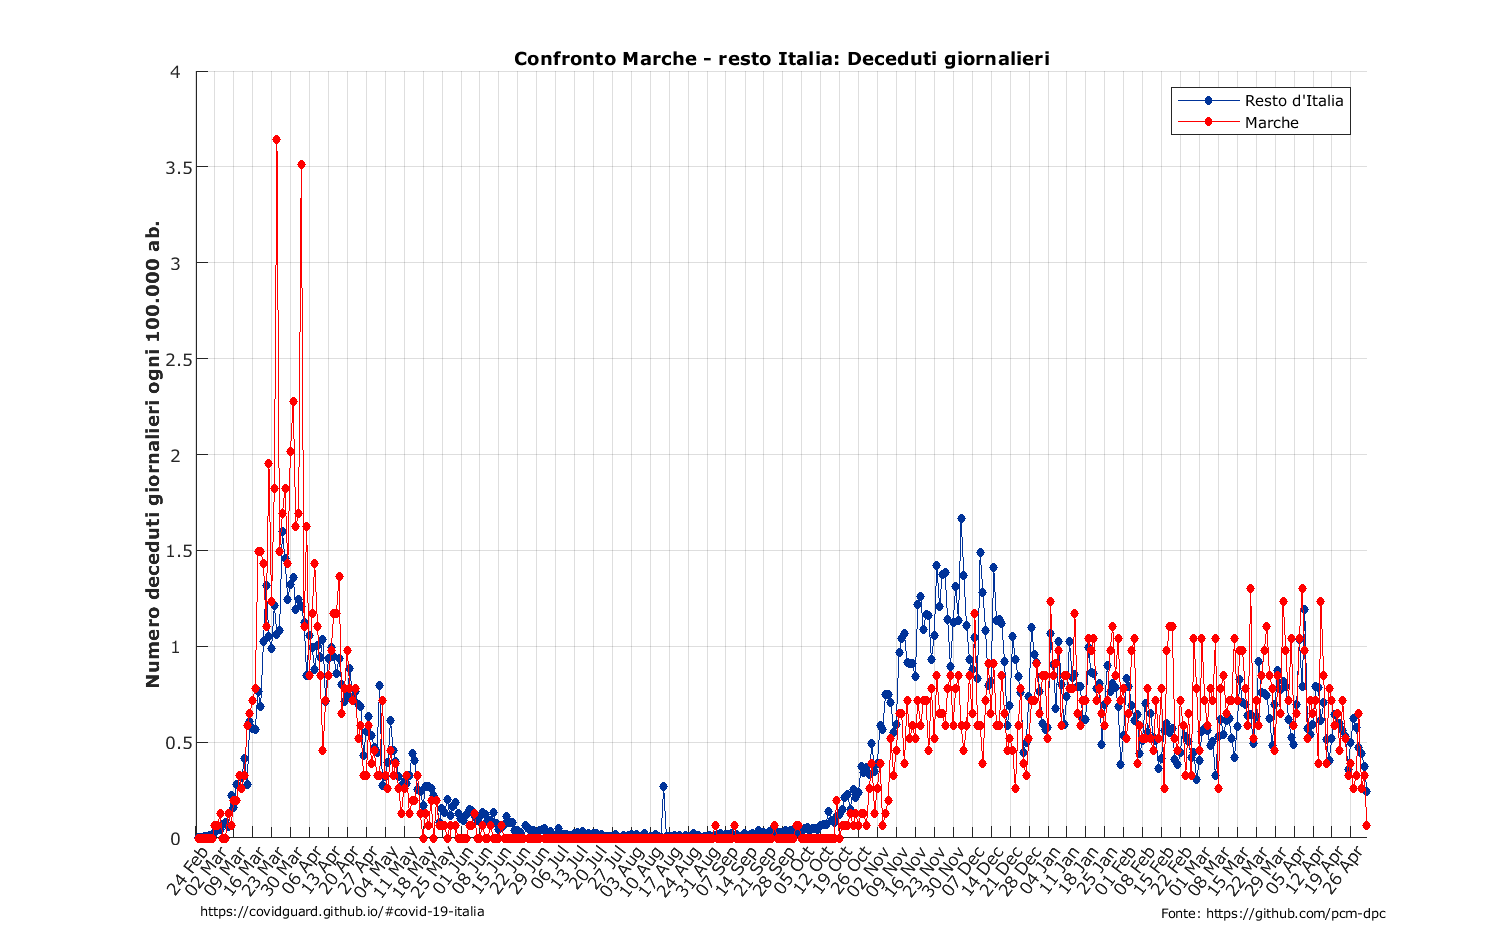 Confronto Marche - resto Italia: Deceduti giornalieri
Resto d'Italia
Marche
Numero deceduti giornalieri ogni 100.000 ab.
4
3.5
3
2.5
2
1.5
1
0.5
0
24 Feb
02 Mar
09 Mar
16 Mar
23 Mar
30 Mar
06 Apr
13 Apr
20 Apr
27 Apr
04 May
11 May
18 May
25 May
01 Jun
08 Jun
15 Jun
22 Jun
29 Jun
06 Jul
13 Jul
20 Jul
27 Jul
03 Aug
10 Aug
17 Aug
24 Aug
31 Aug
07 Sep
14 Sep
21 Sep
28 Sep
05 Oct
12 Oct
19 Oct
26 Oct
02 Nov
09 Nov
16 Nov
23 Nov
30 Nov
07 Dec
14 Dec
21 Dec
28 Dec
04 Jan
11 Jan
18 Jan
25 Jan
01 Feb
08 Feb
15 Feb
22 Feb
01 Mar
08 Mar
15 Mar
22 Mar
29 Mar
05 Apr
12 Apr
19 Apr
26 Apr
https://covidguard.github.io/#covid-19-italia
Fonte: https://github.com/pcm-dpc